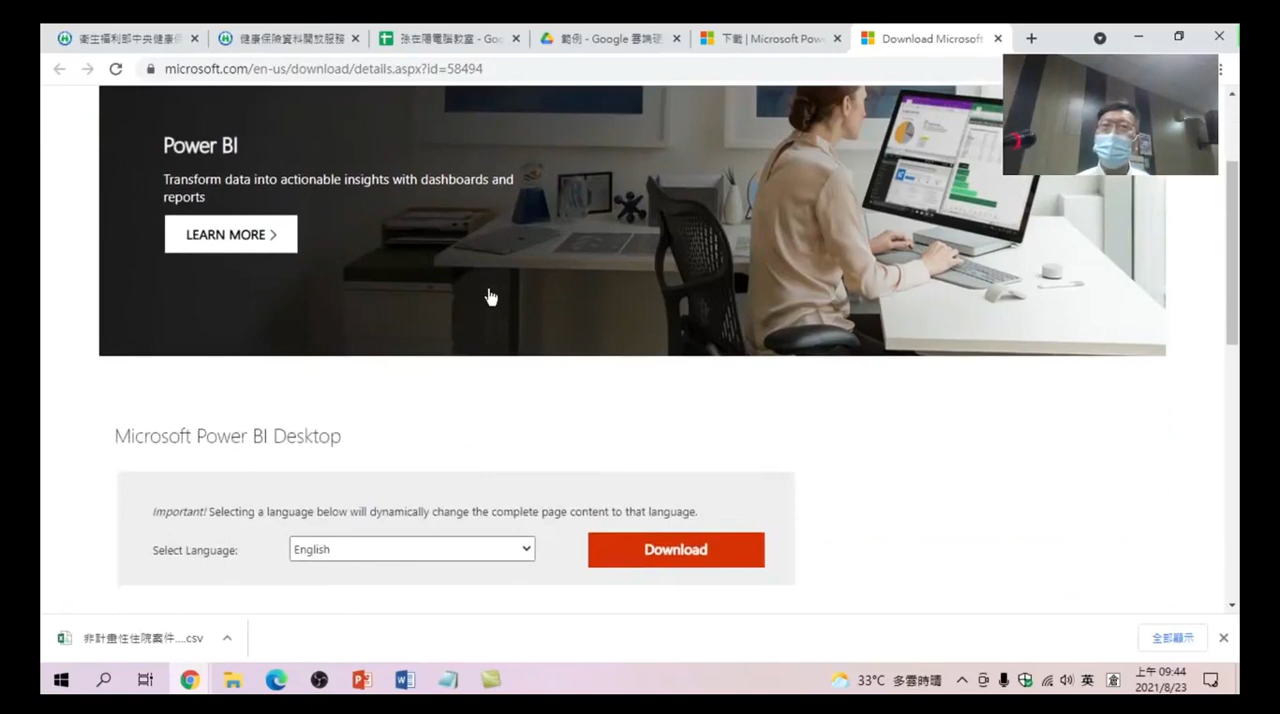 衛生福利部中央健康保
健康保險資料開放服務
張在陽電腦教室 - Goo
範例 - Google 雲端硬
下載 | Microsoft Powe
Download Microsoft
microsoft.com/en-us/download/details.aspx?id=58494
Power BI
Transform data into actionable insights with dashboards and
reports
LEARN MORE
Microsoft Power BI Desktop
Important! Selecting a language below will dynamically change the complete page content to that language.
Select Language:
English
Download
非計畫性住院案件....csv
全部顯示
33°C 多雲時晴
英
倉
上午 09:44
2021/8/23